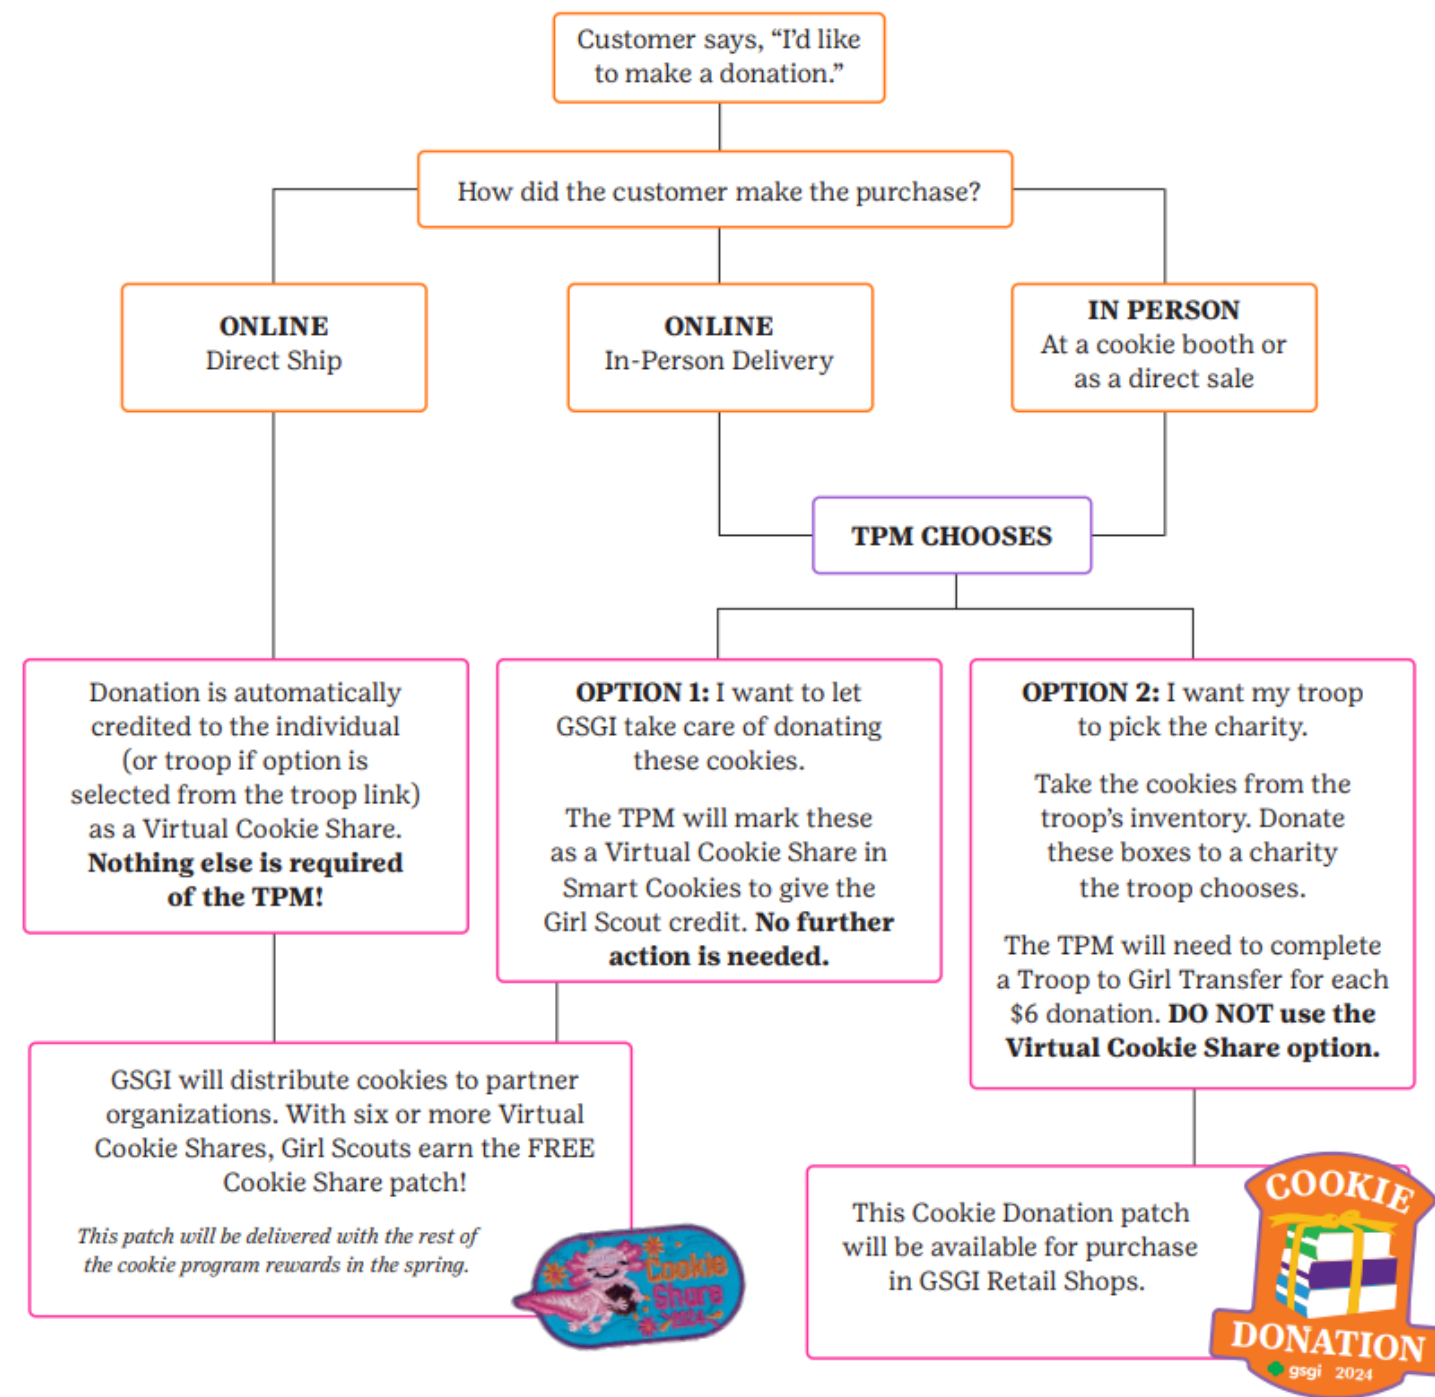 Customer says, “I’d like
to make a donation.”
How did the customer make the purchase?
ONLINE
Direct Ship
ONLINE
In-Person Delivery
IN PERSON
At a cookie booth or
as a direct sale
TPM CHOOSES
Donation is automatically
credited to the individual
(or troop if option is
selected from the troop link)
as a Virtual Cookie Share.
Nothing else is required
of the TPM!
OPTION 1: I want to let
GSGI take care of donating
these cookies.
The TPM will mark these
as a Virtual Cookie Share in
Smart Cookies to give the
Girl Scout credit. No further
action is needed.
OPTION 2: I want my troop
to pick the charity.
Take the cookies from the
troop’s inventory. Donate
these boxes to a charity
the troop chooses.
The TPM will need to complete
a Troop to Girl Transfer for each
$6 donation. DO NOT use the
Virtual Cookie Share option.
GSGI will distribute cookies to partner
organizations. With six or more Virtual
Cookie Shares, Girl Scouts earn the FREE
Cookie Share patch!
This patch will be delivered with the rest of
the cookie program rewards in the spring.
Cookie
Share
2024
This Cookie Donation patch
will be available for purchase
in GSGI Retail Shops.
COOKIE
DONATION
gsgi 2024